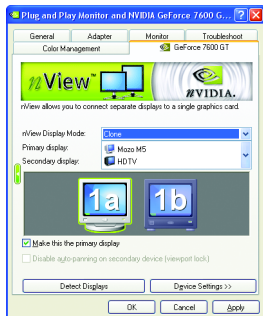 Plug and Play Monitor and NVIDIA GeForce 7600 G...
General Adapter Monitor Troubleshoot
Color Management GeForce 7600 GT
nView™
nVIDIA.
nView allows you to connect separate displays to a single graphics card.
nView Display Mode: Clone
Primary display: Mozo M5
Secondary display: HDTV
1a 1b
Make this the primary display
Disable auto-panning on secondary device (viewport lock)
Detect Displays Device Settings >>
OK Cancel Apply